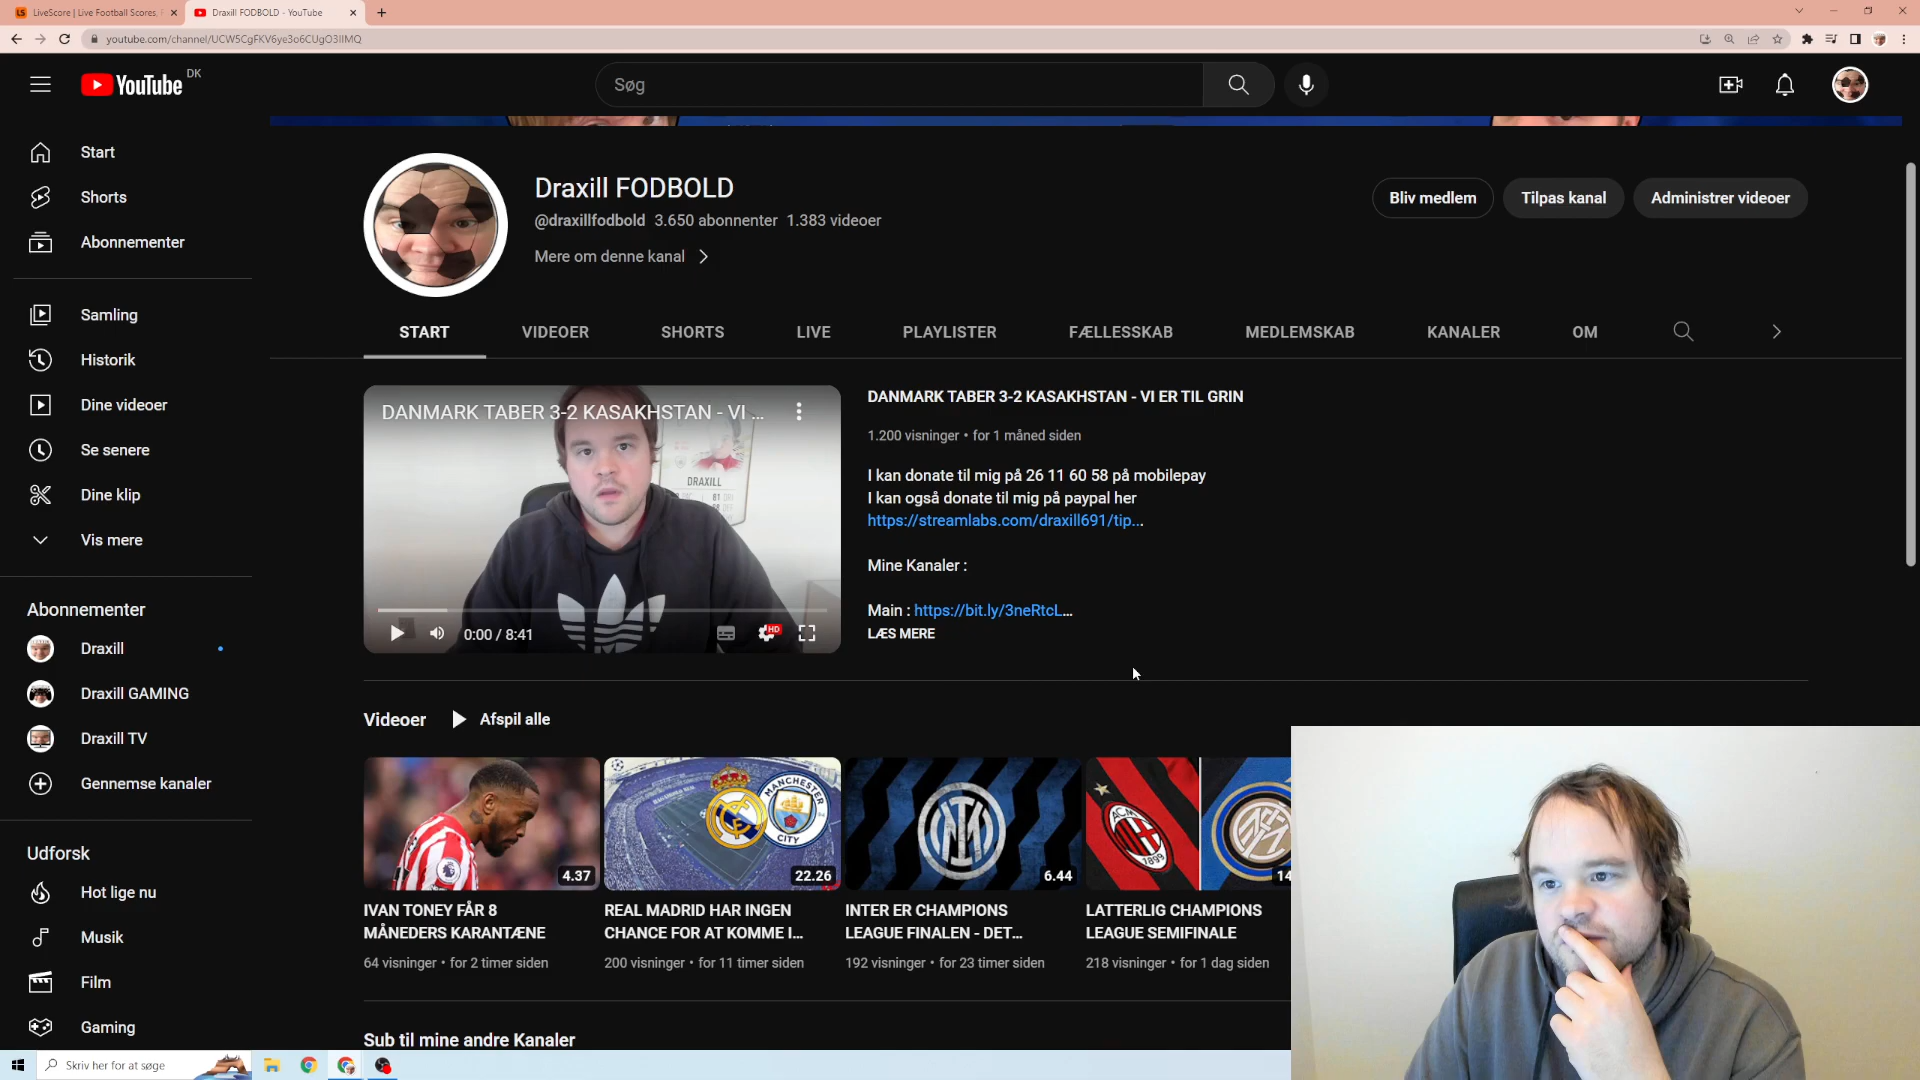 LiveScore | Live Football Scores,
Draxill FODBOLD - YouTube
youtube.com/channel/UCW5CgFKV6ye3o6CUgO3IIMQ
YouTube DK
Søg
Start
Shorts
Abonnementer
Samling
Historik
Dine videoer
Se senere
Dine klip
Vis mere
Abonnementer
Draxill
Draxill GAMING
Draxill TV
Gennemse kanaler
Udforsk
Hot lige nu
Musik
Film
Gaming
Draxill FODBOLD
@draxillfodbold 3.650 abonnenter 1.383 videoer
Mere om denne kanal
Bliv medlem
Tilpas kanal
Administrer videoer
START
VIDEOER
SHORTS
LIVE
PLAYLISTER
FÆLLESSKAB
MEDLEMSKAB
KANALER
OM
DANMARK TABER 3-2 KASAKHSTAN - VI ...
DRAXILL
81
0:00 / 8:41
HD
DANMARK TABER 3-2 KASAKHSTAN - VI ER TIL GRIN
1.200 visninger • for 1 måned siden
I kan donate til mig på 26 11 60 58 på mobilepay
I kan også donate til mig på paypal her
https://streamlabs.com/draxill691/tip...
Mine Kanaler :
Main : https://bit.ly/3neRtcL...
LÆS MERE
Videoer
Afspil alle
4.37
IVAN TONEY FÅR 8
MÅNEDERS KARANTÆNE
64 visninger • for 2 timer siden
MANCHESTER
CITY
22.26
REAL MADRID HAR INGEN
CHANCE FOR AT KOMME I...
200 visninger • for 11 timer siden
6.44
INTER ER CHAMPIONS
LEAGUE FINALEN - DET...
192 visninger • for 23 timer siden
ACM
1899
14
LATTERLIG CHAMPIONS
LEAGUE SEMIFINALE
218 visninger • for 1 dag siden
Sub til mine andre Kanaler
Skriv her for at søge